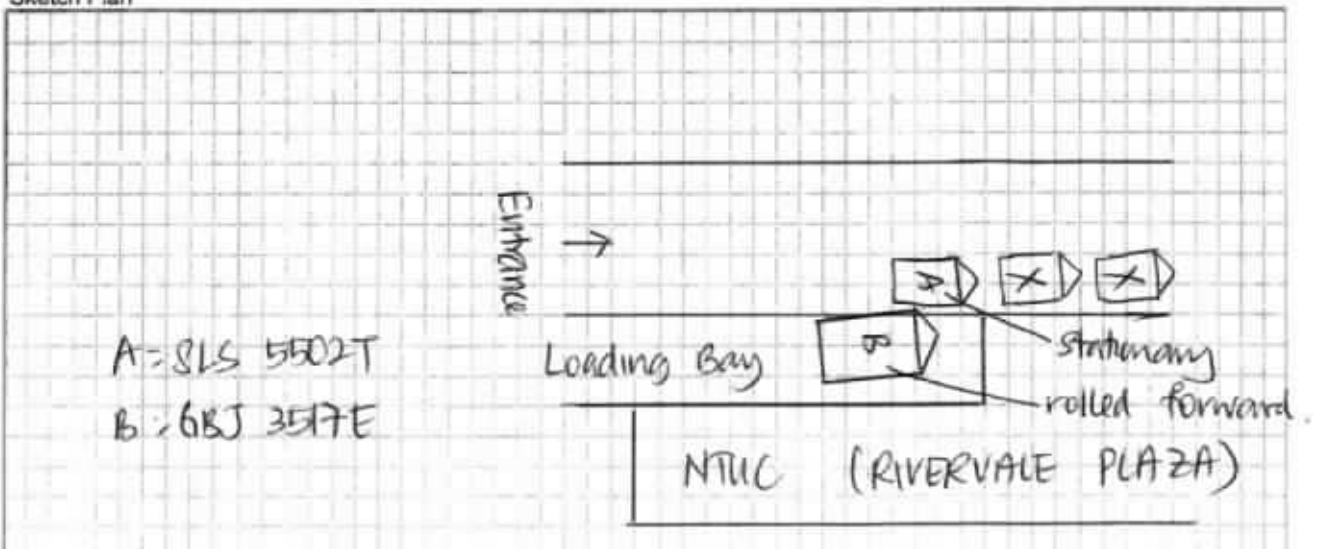 Sketch Plan
Entrance
→
A X X
A = SLS 5502T
Loading Bay
B
stationary
B : GBJ 3517E
rolled forward.
NTUC (RIVERVALE PLAZA)